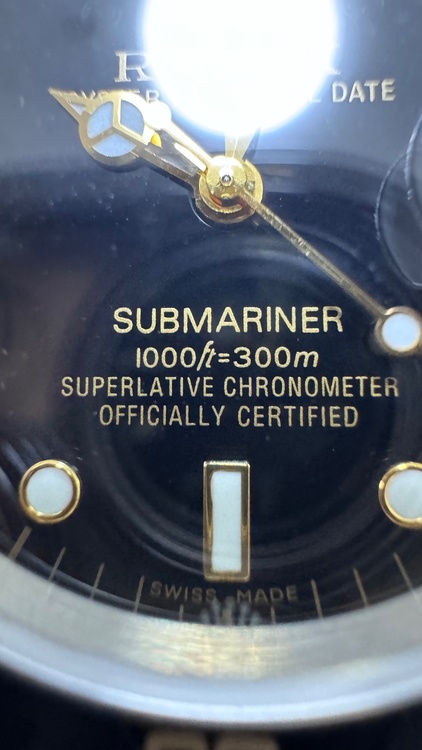 DATE
SUBMARINER
1000ft=300m
SUPERLATIVE CHRONOMETER
OFFICIALLY CERTIFIED
SWISS MADE